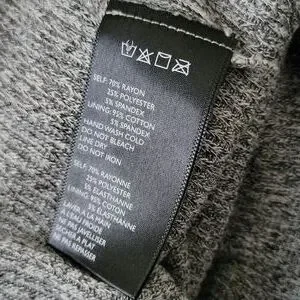 SELF: 70% RAYON
25% POLYESTER
5% SPANDEX
LINING: 95% COTTON
5% SPANDEX
HAND WASH COLD
DO NOT BLEACH
LINE DRY
DO NOT IRON
SELF: 70% RAYONNE
25% POLYESTER
5% ELASTHANNE
LINING: 95% COTON
5% ELASTHANNE
LAVER A LA MAIN
A L'EAU FROIDE
NE PAS JAVELLISER
SECHER A PLAT
NE PAS REPASSER